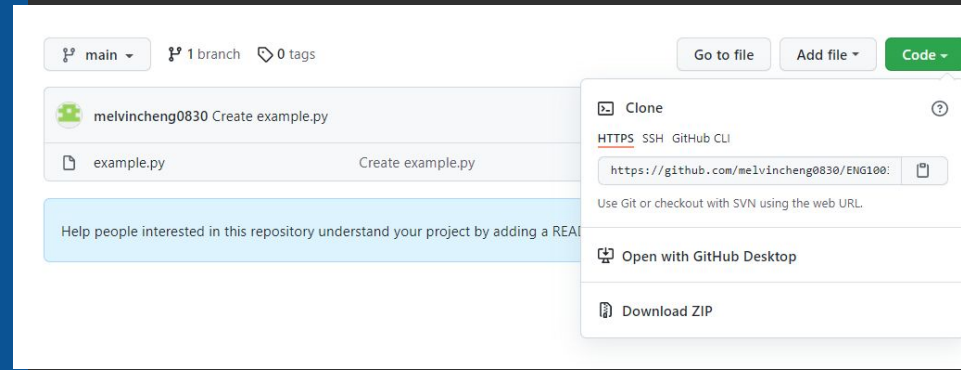 main 1 branch 0 tags Go to file Add file Code
melvincheng0830 Create example.py
example.py Create example.py
Help people interested in this repository understand your project by adding a
Clone
HTTPS SSH GitHub CLI
https://github.com/melvincheng0830/ENG100
Use Git or checkout with SVN using the web URL.
Open with GitHub Desktop
Download ZIP